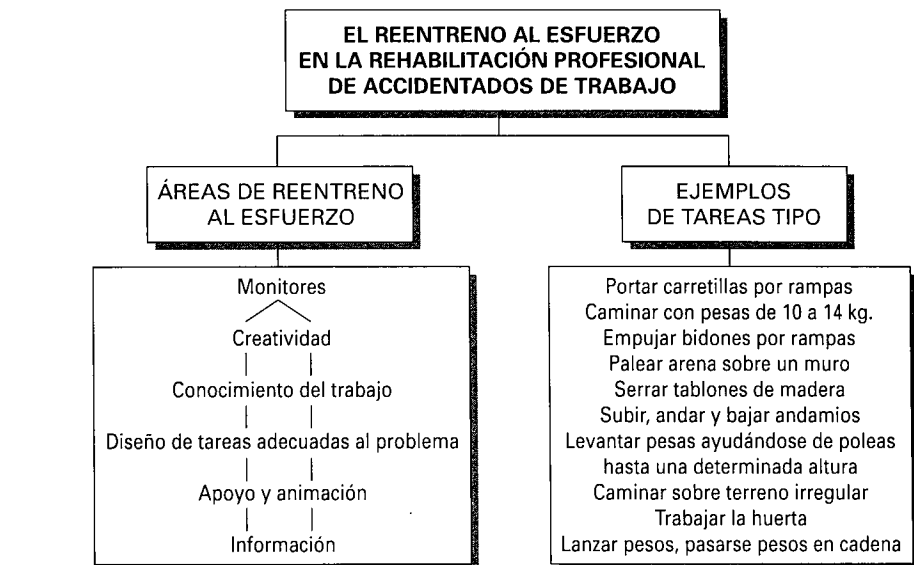 EL REENTRENO AL ESFUERZO
EN LA REHABILITACIÓN PROFESIONAL
DE ACCIDENTADOS DE TRABAJO
ÁREAS DE REENTRENO
AL ESFUERZO
Monitores
Creatividad
Conocimiento del trabajo
Diseño de tareas adecuadas al problema
Apoyo y animación
Información
EJEMPLOS
DE TAREAS TIPO
Portar carretillas por rampas
Caminar con pesas de 10 a 14 kg.
Empujar bidones por rampas
Palear arena sobre un muro
Serrar tablones de madera
Subir, andar y bajar andamios
Levantar pesas ayudándose de poleas
hasta una determinada altura
Caminar sobre terreno irregular
Trabajar la huerta
Lanzar pesos, pasarse pesos en cadena